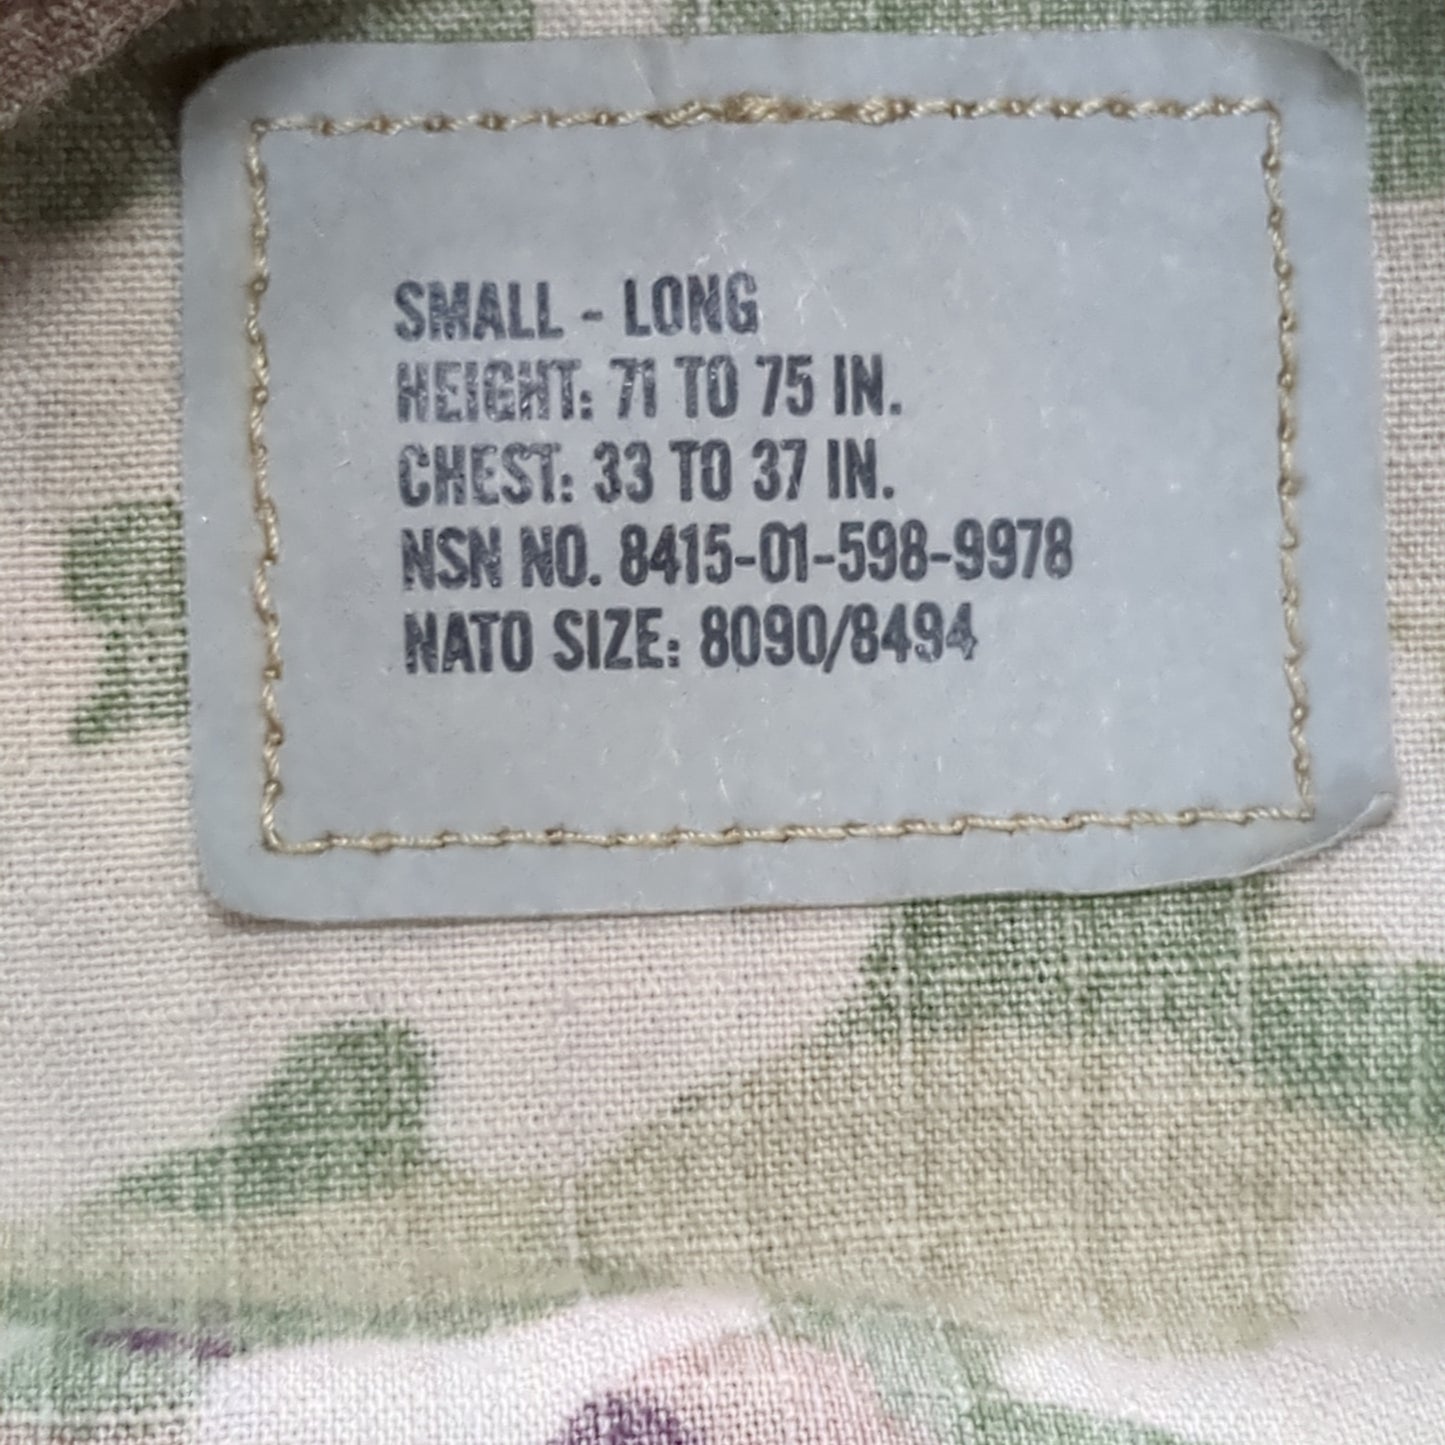 SMALL - LONG
HEIGHT: 71 TO 75 IN.
CHEST: 33 TO 37 IN.
NSN NO. 8415-01-598-9978
NATO SIZE: 8090/8494